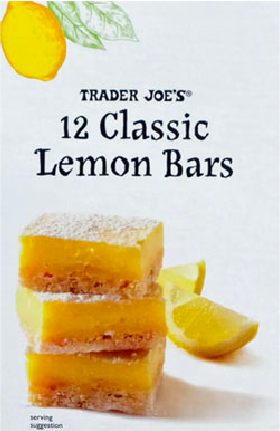 TRADER JOE'S®
12 Classic
Lemon Bars
serving
suggestion